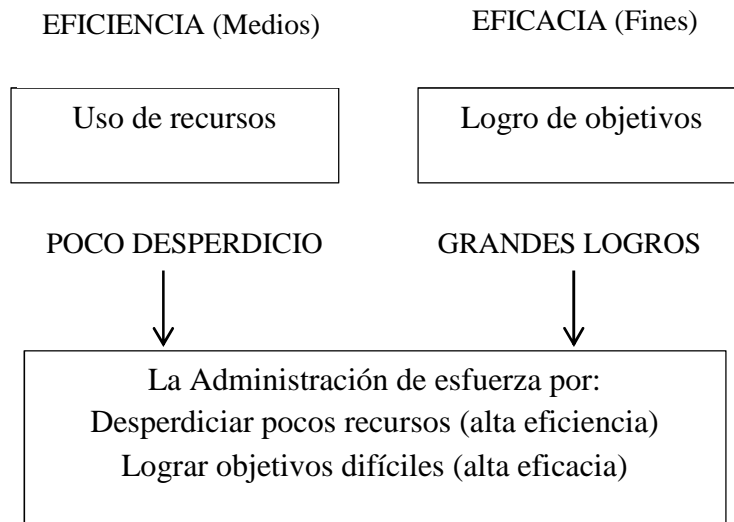 EFICIENCIA (Medios)
EFICACIA (Fines)
Uso de recursos
Logro de objetivos
POCO DESPERDICIO
GRANDES LOGROS
La Administración de esfuerza por:
Desperdiciar pocos recursos (alta eficiencia)
Lograr objetivos difíciles (alta eficacia)